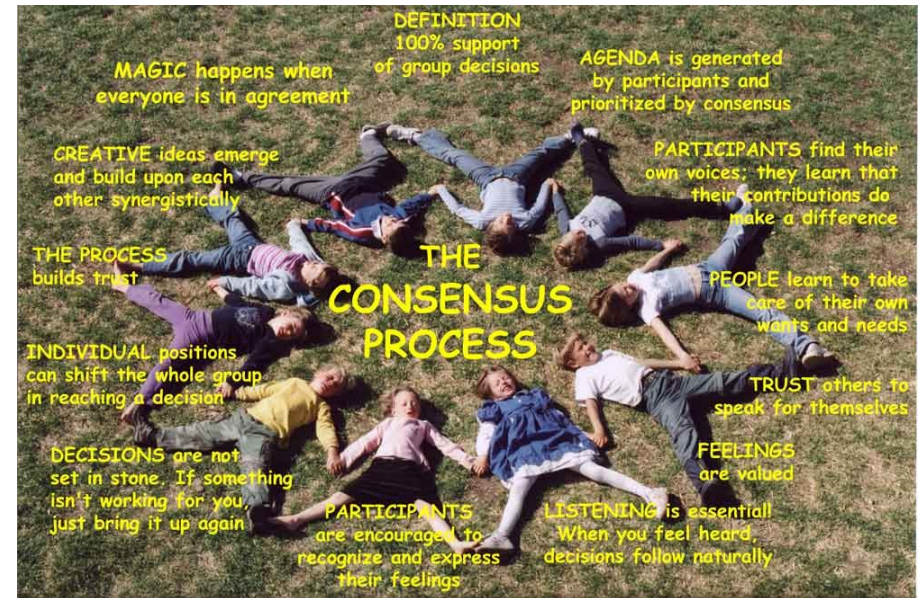 DEFINITION
100% support
of group decisions
AGENDA is generated
by participants and
prioritized by consensus
PARTICIPANTS find their
own voices; they learn that
their contributions do
make a difference
PEOPLE learn to take
care of their own
wants and needs
TRUST others to
speak for themselves
FEELINGS
are valued
LISTENING is essential!
When you feel heard,
decisions follow naturally
PARTICIPANTS
are encouraged to
recognize and express
their feelings
DECISIONS are not
set in stone. If something
isn't working for you,
just bring it up again
INDIVIDUAL positions
can shift the whole group
in reaching a decision
THE PROCESS
builds trust
CREATIVE ideas emerge
and build upon each
other synergistically
MAGIC happens when
everyone is in agreement
THE
CONSENSUS
PROCESS